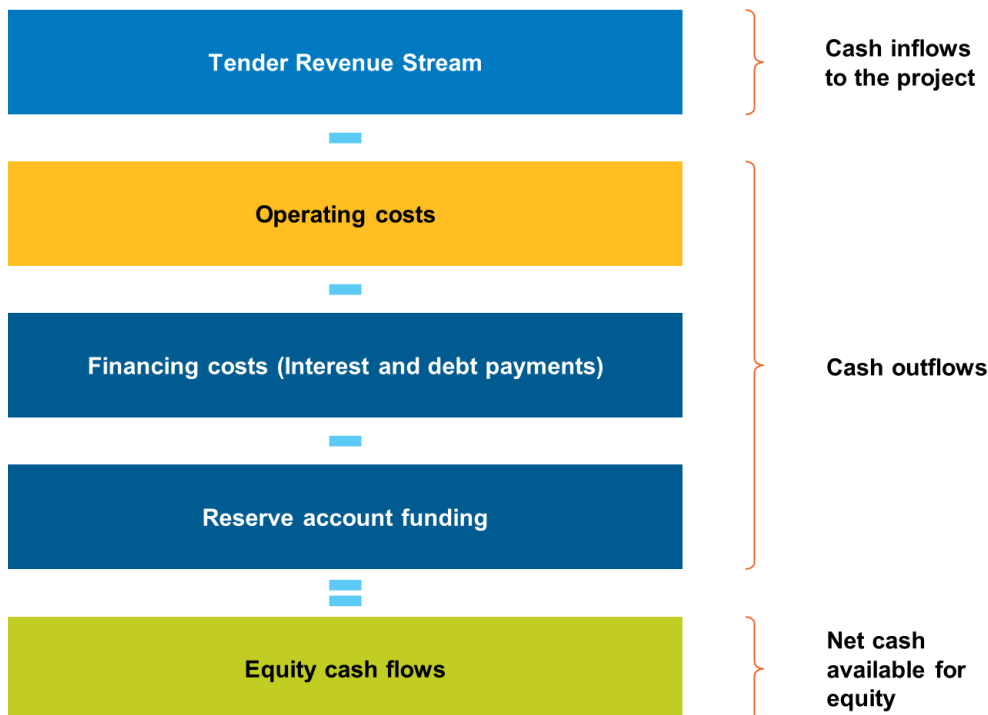 Tender Revenue Stream
Cash inflows
to the project
Operating costs
Financing costs (Interest and debt payments)
Cash outflows
Reserve account funding
Equity cash flows
Net cash
available for
equity